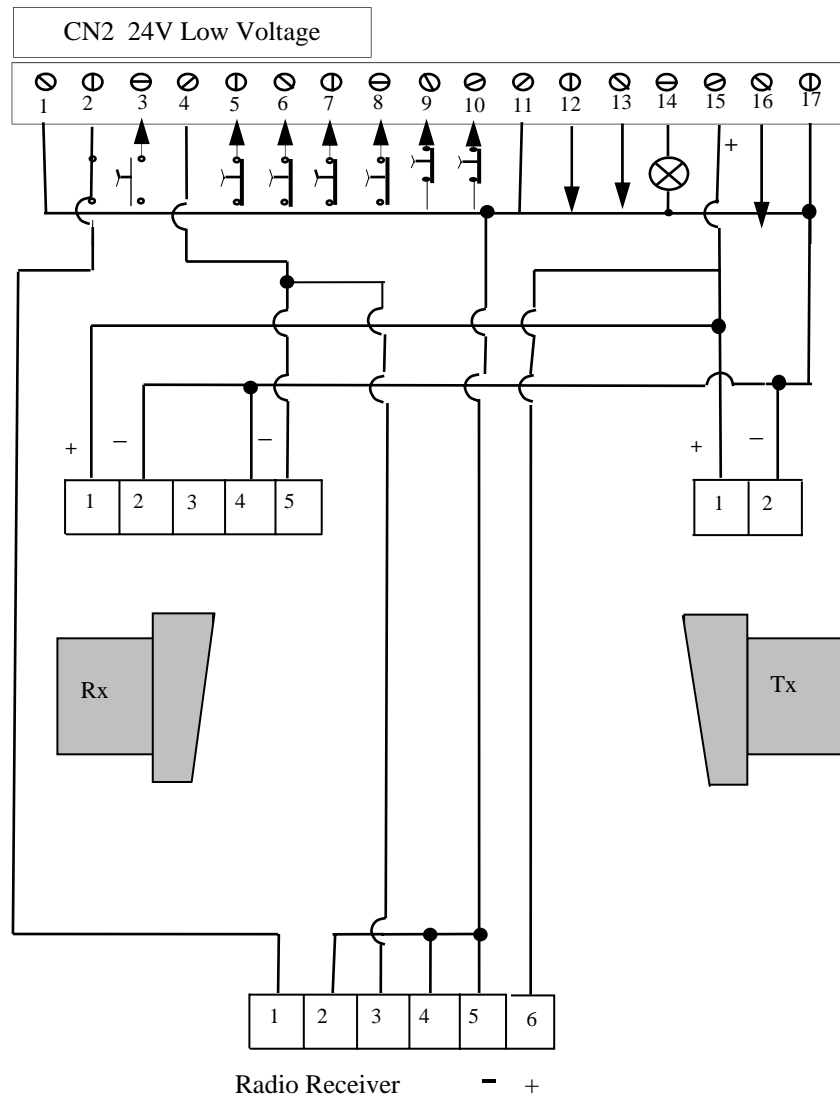 CN2 24V Low Voltage
1 2 3 4 5 6 7 8 9 10 11 12 13 14 15 16 17
+
+ – – + –
1 2 3 4 5 1 2
Rx Tx
1 2 3 4 5 6
Radio Receiver - +